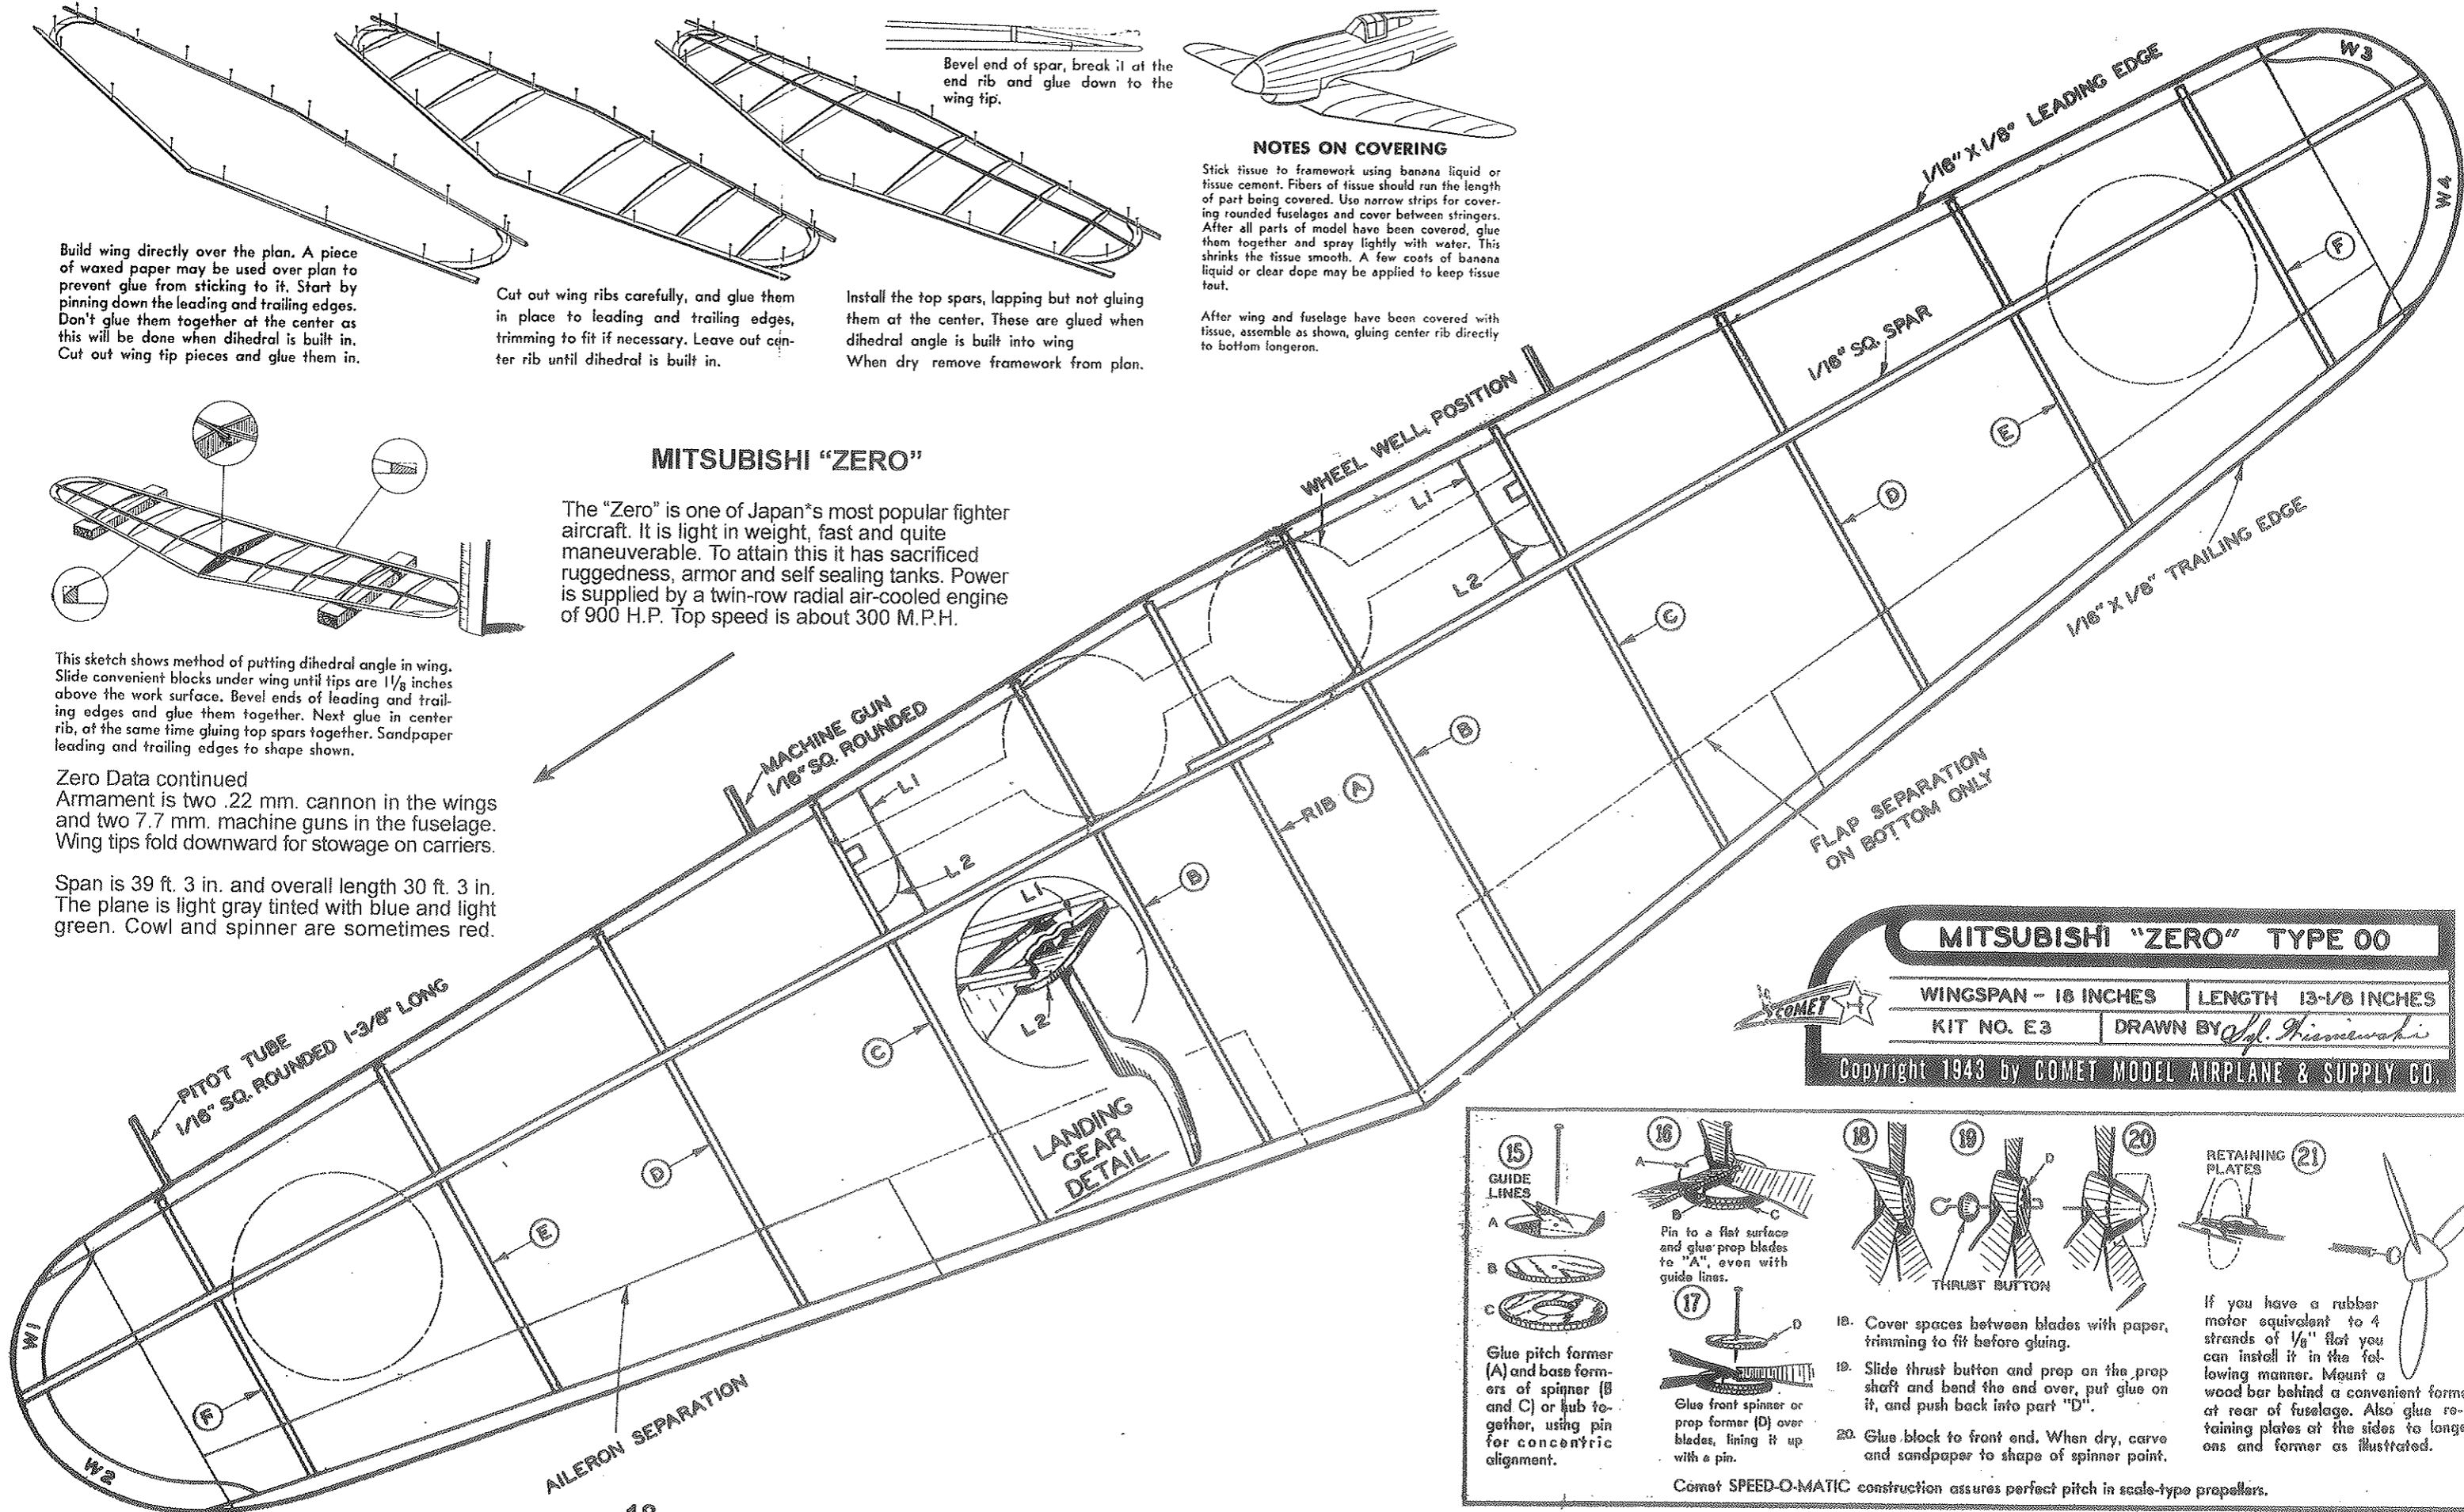 Bevel end of spar, break it at the
end rib and glue down to the
wing tip.
Build wing directly over the plan. A piece
of waxed paper may be used over plan to
prevent glue from sticking to it. Start by
pinning down the leading and trailing edges.
Don't glue them together at the center as
this will be done when dihedral is built in.
Cut out wing tip pieces and glue them in.
Cut out wing ribs carefully, and glue them
in place to leading and trailing edges,
trimming to fit if necessary. Leave out cen-
ter rib until dihedral is built in.
Install the top spars, lapping but not gluing
them at the center. These are glued when
dihedral angle is built into wing
When dry remove framework from plan.
NOTES ON COVERING
Stick tissue to framework using banana liquid or
tissue cement. Fibers of tissue should run the length
of part being covered. Use narrow strips for cover-
ing rounded fuselages and cover between stringers.
After all parts of model have been covered, glue
them together and spray lightly with water. This
shrinks the tissue smooth. A few coats of banana
liquid or clear dope may be applied to keep tissue
taut.
After wing and fuselage have been covered with
tissue, assemble as shown, gluing center rib directly
to bottom longeron.
MITSUBISHI “ZERO”
The “Zero” is one of Japan*s most popular fighter
aircraft. It is light in weight, fast and quite
maneuverable. To attain this it has sacrificed
ruggedness, armor and self sealing tanks. Power
is supplied by a twin-row radial air-cooled engine
of 900 H.P. Top speed is about 300 M.P.H.
This sketch shows method of putting dihedral angle in wing.
Slide convenient blocks under wing until tips are 1 1/8 inches
above the work surface. Bevel ends of leading and trail-
ing edges and glue them together. Next glue in center
rib, at the same time gluing top spars together. Sandpaper
leading and trailing edges to shape shown.
Zero Data continued
Armament is two .22 mm. cannon in the wings
and two 7.7 mm. machine guns in the fuselage.
Wing tips fold downward for stowage on carriers.
Span is 39 ft. 3 in. and overall length 30 ft. 3 in.
The plane is light gray tinted with blue and light
green. Cowl and spinner are sometimes red.
W3
W4
1/16" X 1/8" LEADING EDGE
F
1/16" SQ. SPAR
E
D
1/16" X 1/8" TRAILING EDGE
WHEEL WELL POSITION
L1
L2
C
B
RIB A
FLAP SEPARATION
ON BOTTOM ONLY
MACHINE GUN
1/16" SQ. ROUNDED
L1
L2
B
L1
L2
C
LANDING
GEAR
DETAIL
PITOT TUBE
1/16" SQ. ROUNDED 1-3/8" LONG
D
E
F
W1
W2
AILERON SEPARATION
MITSUBISHI "ZERO" TYPE 00
COMET
WINGSPAN - 18 INCHES
LENGTH 13-1/8 INCHES
KIT NO. E3
DRAWN BY Syl. Wisniewski
Copyright 1943 by COMET MODEL AIRPLANE & SUPPLY CO.
15
GUIDE
LINES
A
B
C
Glue pitch former
(A) and base form-
ers of spinner (B
and C) or hub to-
gether, using pin
for concentric
alignment.
16
A
B
C
Pin to a flat surface
and glue prop blades
to "A", even with
guide lines.
17
D
Glue front spinner or
prop former (D) over
blades, lining it up
with a pin.
18
19
20
D
THRUST BUTTON
18. Cover spaces between blades with paper,
trimming to fit before gluing.
19. Slide thrust button and prop on the prop
shaft and bend the end over, put glue on
it, and push back into part "D".
20. Glue block to front end. When dry, carve
and sandpaper to shape of spinner point.
RETAINING
PLATES
21
If you have a rubber
motor equivalent to 4
strands of 1/8" flat you
can install it in the fol-
lowing manner. Mount a
wood bar behind a convenient forme
at rear of fuselage. Also glue re-
taining plates at the sides to longe
ons and former as illustrated.
Comet SPEED-O-MATIC construction assures perfect pitch in scale-type propellers.